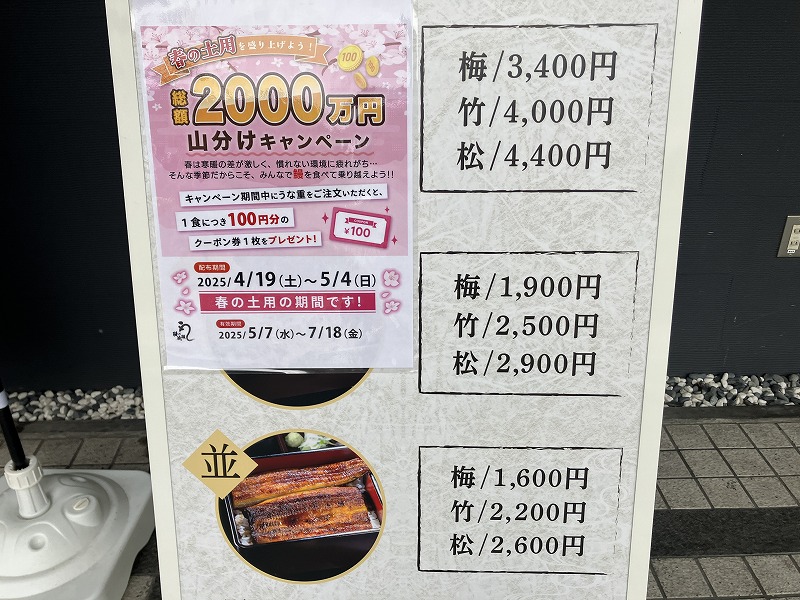 春の土用を盛り上げよう！
100
総額2000万円
山分けキャンペーン
春は寒暖の差が激しく、慣れない環境に疲れがち…
そんな季節だからこそ、みんなで鰻を食べて乗り越えよう!!
キャンペーン期間中にうな重をご注文いただくと、
1食につき100円分の
クーポン券1枚をプレゼント!
¥100
配布期間
2025/4/19(土)～5/4(日)
春の土用の期間です!
有効期間
2025/5/7(水)～7/18(金)
梅/3,400円
竹/4,000円
松/4,400円
梅/1,900円
竹/2,500円
松/2,900円
並
梅/1,600円
竹/2,200円
松/2,600円